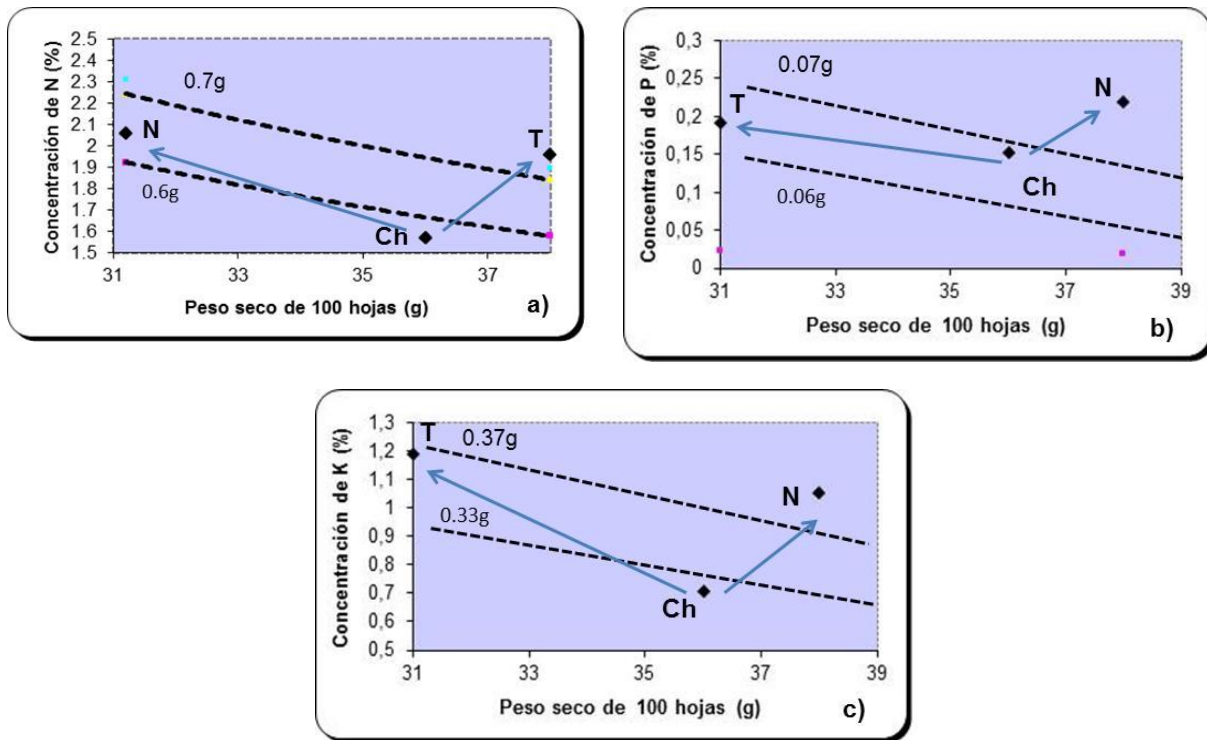 Concentración de N (%)
2.5
2.4
2.3
2.2
2.1
2
1.9
1.8
1.7
1.6
1.5
0.7g
N
T
0.6g
Ch
31
33
35
37
Peso seco de 100 hojas (g)
a)
Concentración de P (%)
0,3
0,25
0,2
0,15
0,1
0,05
0
0.07g
T
N
Ch
0.06g
31
33
35
37
39
Peso seco de 100 hojas (g)
b)
Concentración de K (%)
1,3
1,2
1,1
1
0,9
0,8
0,7
0,6
0,5
T
0.37g
N
0.33g
Ch
31
33
35
37
39
Peso seco de 100 hojas (g)
c)